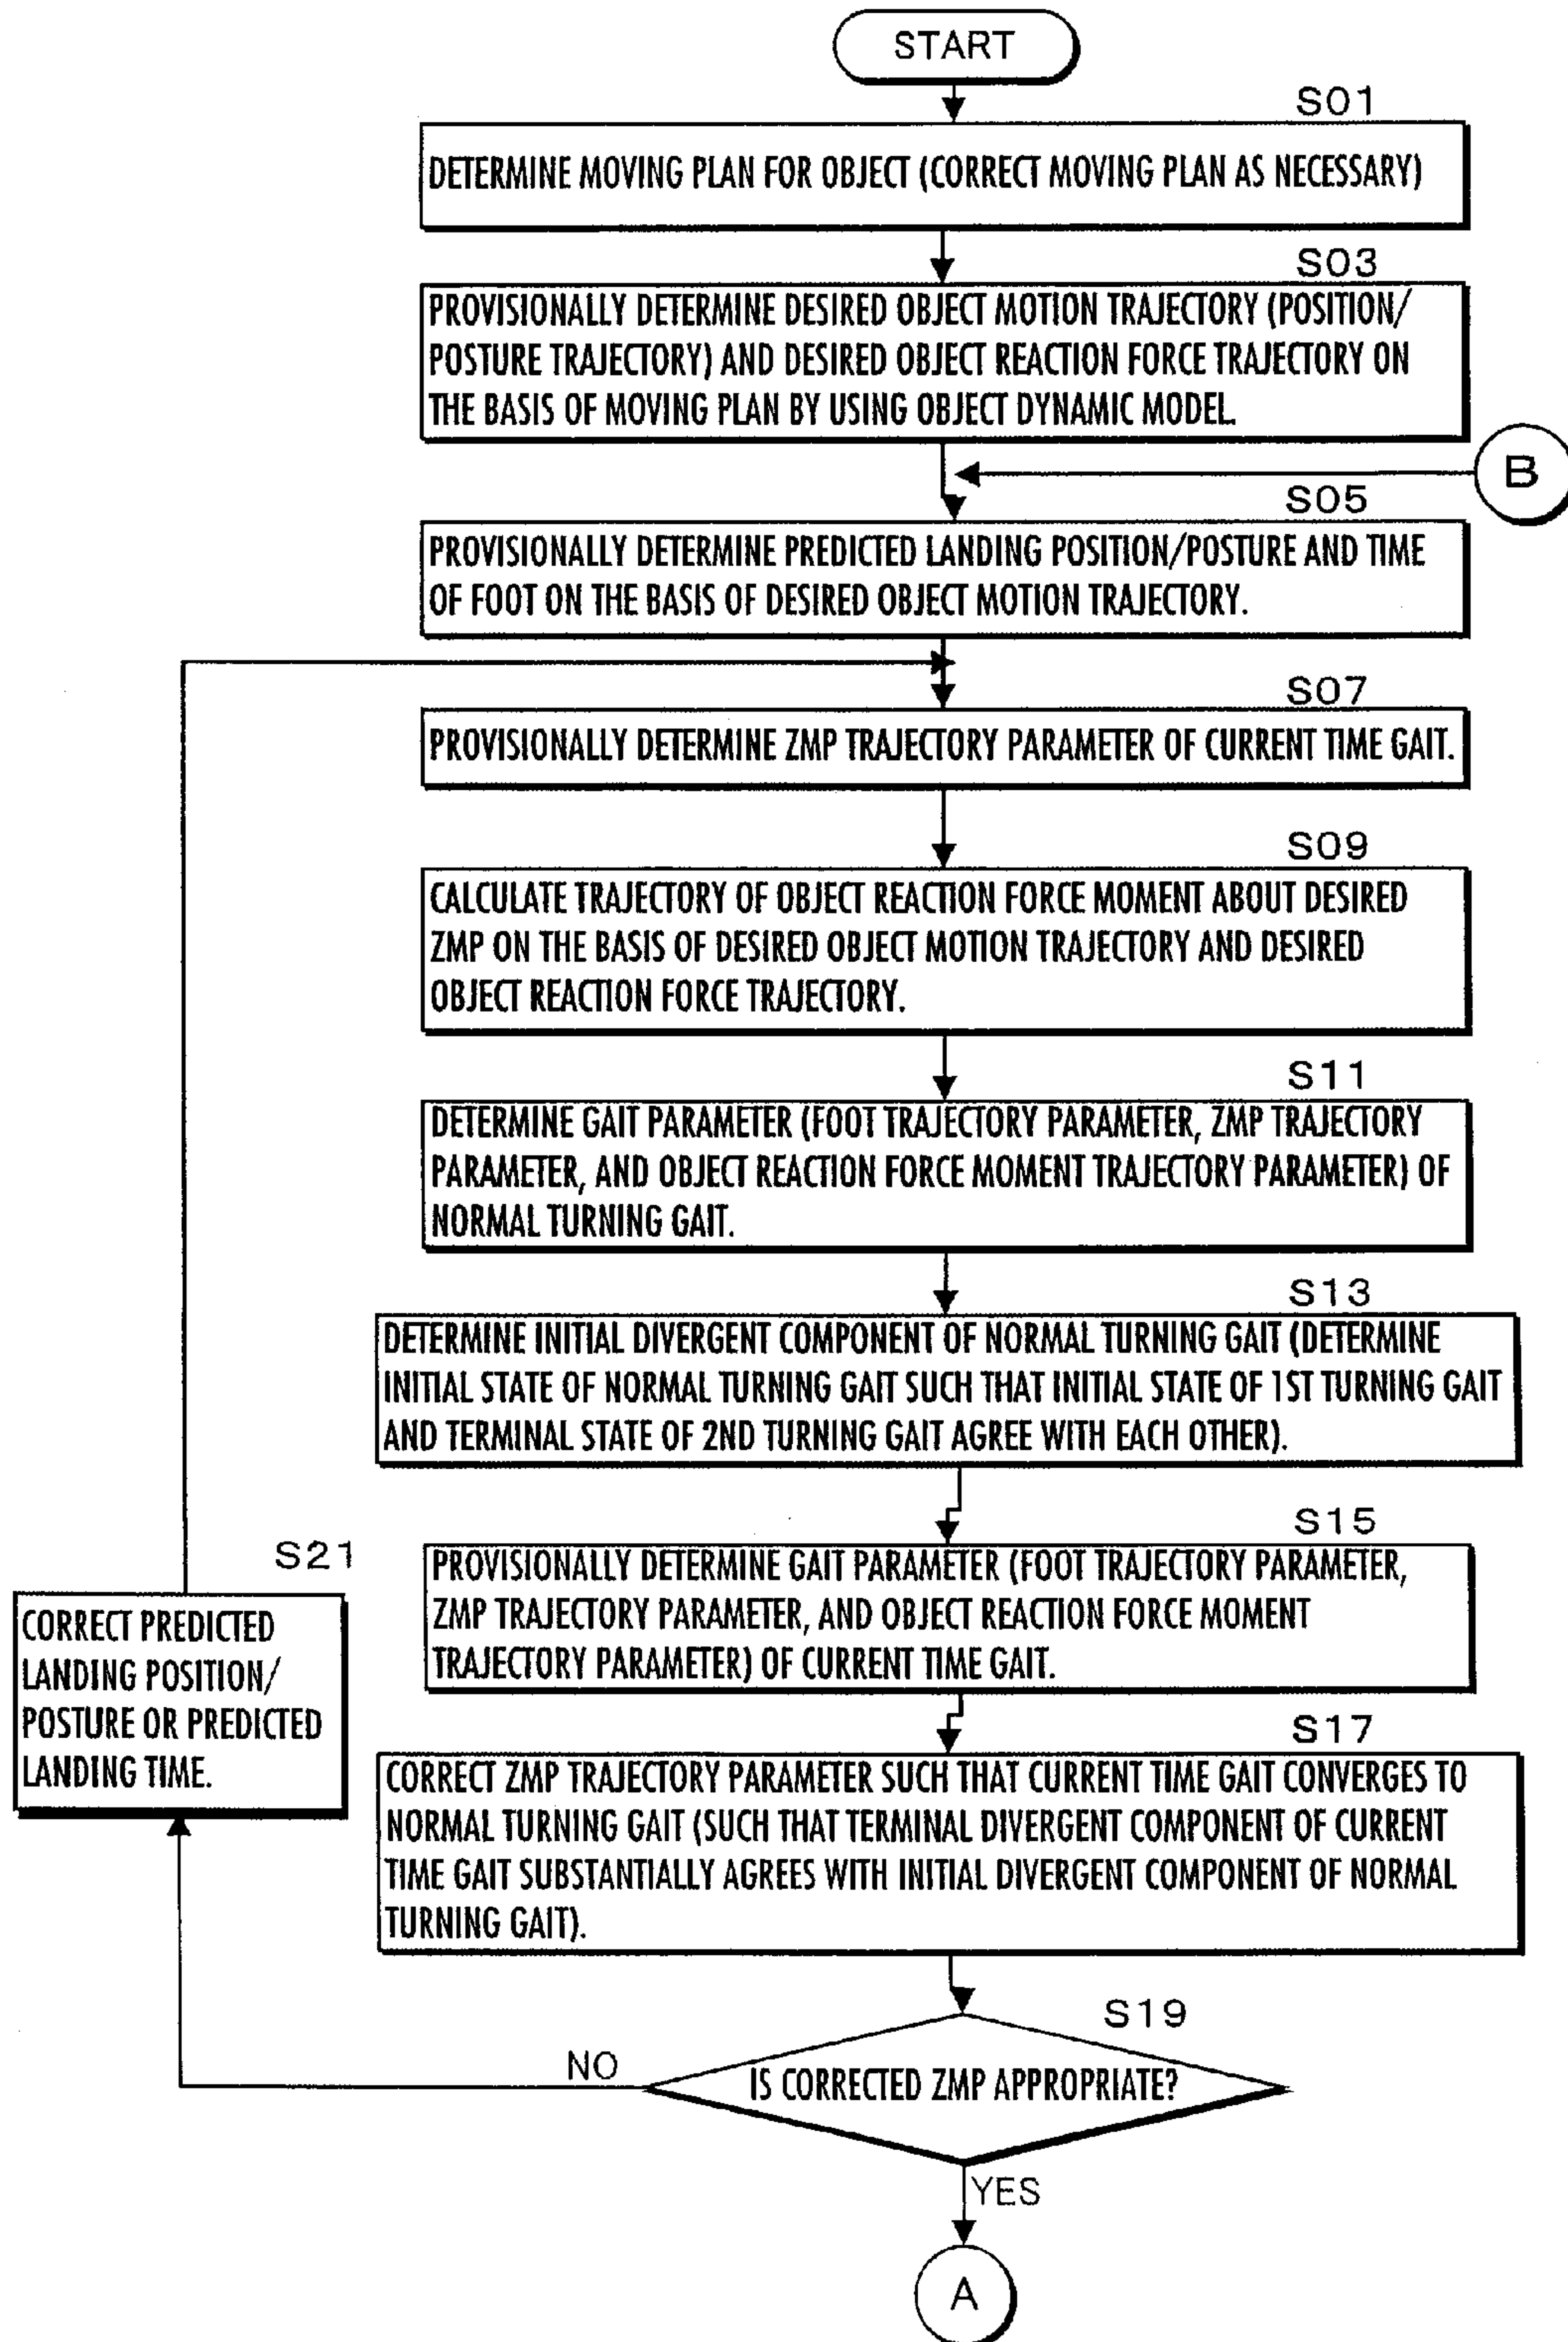 START
S01
DETERMINE MOVING PLAN FOR OBJECT (CORRECT MOVING PLAN AS NECESSARY)
S03
PROVISIONALLY DETERMINE DESIRED OBJECT MOTION TRAJECTORY (POSITION/
POSTURE TRAJECTORY) AND DESIRED OBJECT REACTION FORCE TRAJECTORY ON
THE BASIS OF MOVING PLAN BY USING OBJECT DYNAMIC MODEL.
B
S05
PROVISIONALLY DETERMINE PREDICTED LANDING POSITION/POSTURE AND TIME
OF FOOT ON THE BASIS OF DESIRED OBJECT MOTION TRAJECTORY.
S07
PROVISIONALLY DETERMINE ZMP TRAJECTORY PARAMETER OF CURRENT TIME GAIT.
S09
CALCULATE TRAJECTORY OF OBJECT REACTION FORCE MOMENT ABOUT DESIRED
ZMP ON THE BASIS OF DESIRED OBJECT MOTION TRAJECTORY AND DESIRED
OBJECT REACTION FORCE TRAJECTORY.
S11
DETERMINE GAIT PARAMETER (FOOT TRAJECTORY PARAMETER, ZMP TRAJECTORY
PARAMETER, AND OBJECT REACTION FORCE MOMENT TRAJECTORY PARAMETER) OF
NORMAL TURNING GAIT.
S13
DETERMINE INITIAL DIVERGENT COMPONENT OF NORMAL TURNING GAIT (DETERMINE
INITIAL STATE OF NORMAL TURNING GAIT SUCH THAT INITIAL STATE OF 1ST TURNING GAIT
AND TERMINAL STATE OF 2ND TURNING GAIT AGREE WITH EACH OTHER).
S15
PROVISIONALLY DETERMINE GAIT PARAMETER (FOOT TRAJECTORY PARAMETER,
ZMP TRAJECTORY PARAMETER, AND OBJECT REACTION FORCE MOMENT
TRAJECTORY PARAMETER) OF CURRENT TIME GAIT.
S21
CORRECT PREDICTED
LANDING POSITION/
POSTURE OR PREDICTED
LANDING TIME.
S17
CORRECT ZMP TRAJECTORY PARAMETER SUCH THAT CURRENT TIME GAIT CONVERGES TO
NORMAL TURNING GAIT (SUCH THAT TERMINAL DIVERGENT COMPONENT OF CURRENT
TIME GAIT SUBSTANTIALLY AGREES WITH INITIAL DIVERGENT COMPONENT OF NORMAL
TURNING GAIT).
S19
NO
IS CORRECTED ZMP APPROPRIATE?
YES
A